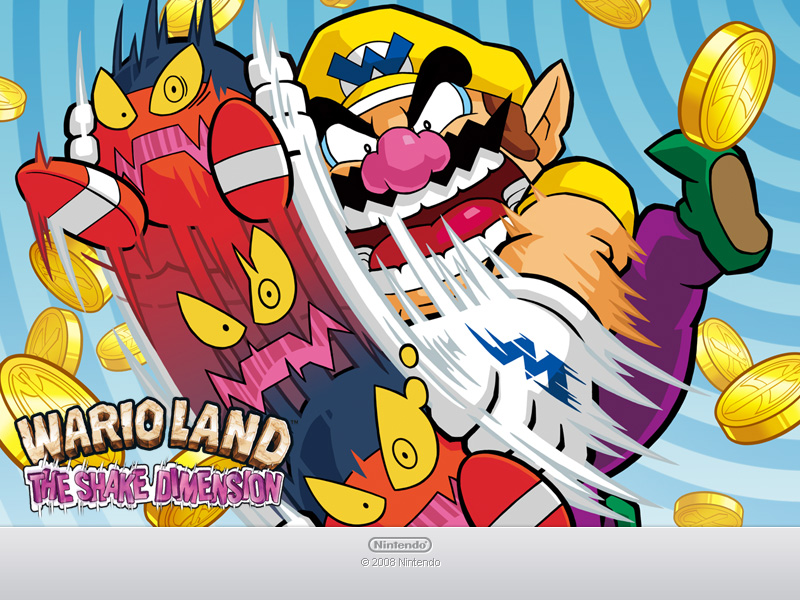 W
WARIO LAND
THE SHAKE DIMENSION
Nintendo
© 2008 Nintendo